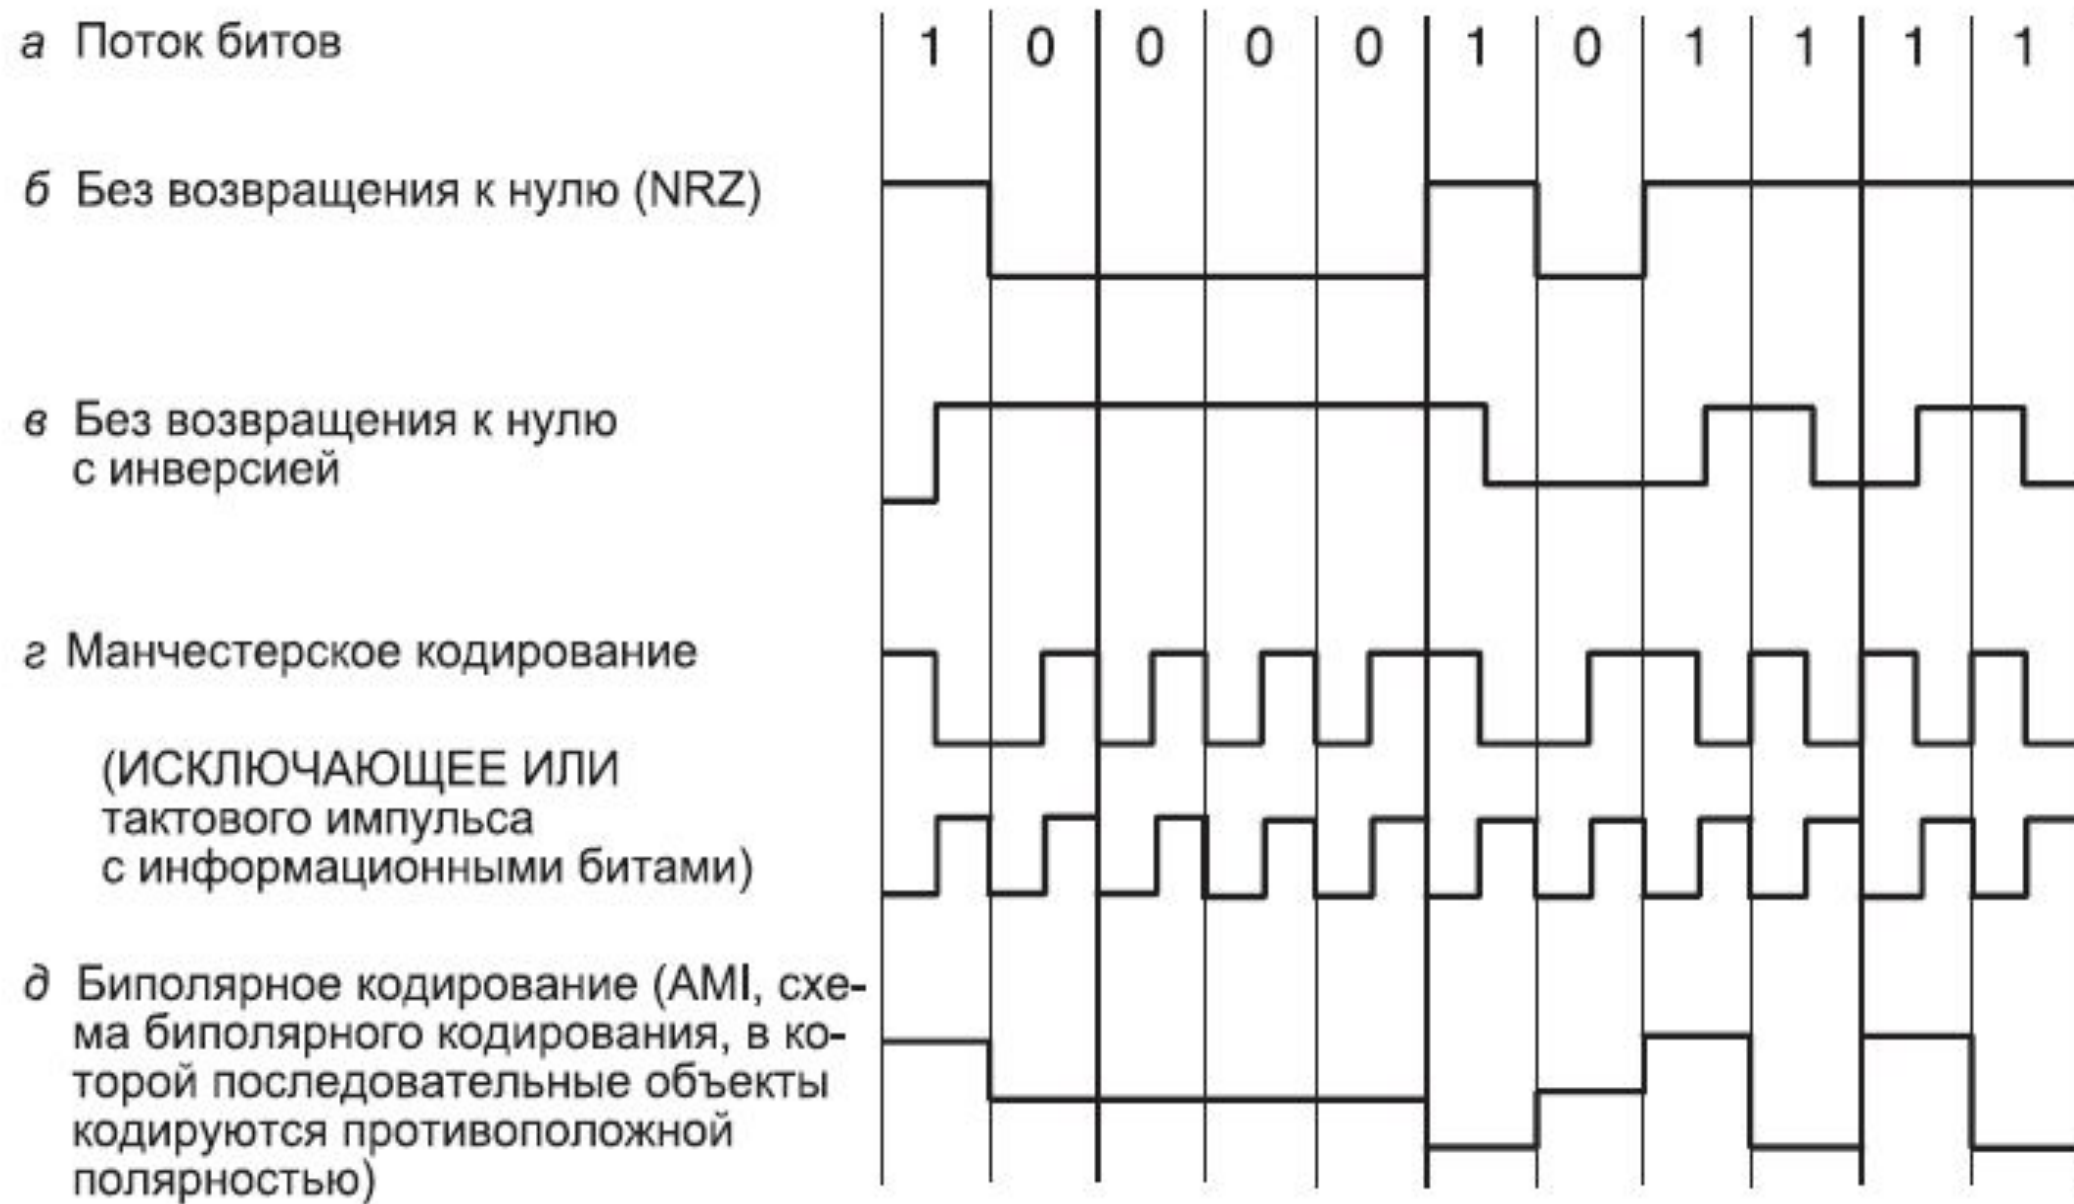 а Поток битов 1 0 0 0 0 1 0 1 1 1 1
б Без возвращения к нулю (NRZ)
в Без возвращения к нулю
с инверсией
г Манчестерское кодирование
(ИСКЛЮЧАЮЩЕЕ ИЛИ
тактового импульса
с информационными битами)
д Биполярное кодирование (AMI, схе-
ма биполярного кодирования, в ко-
торой последовательные объекты
кодируются противоположной
полярностью)